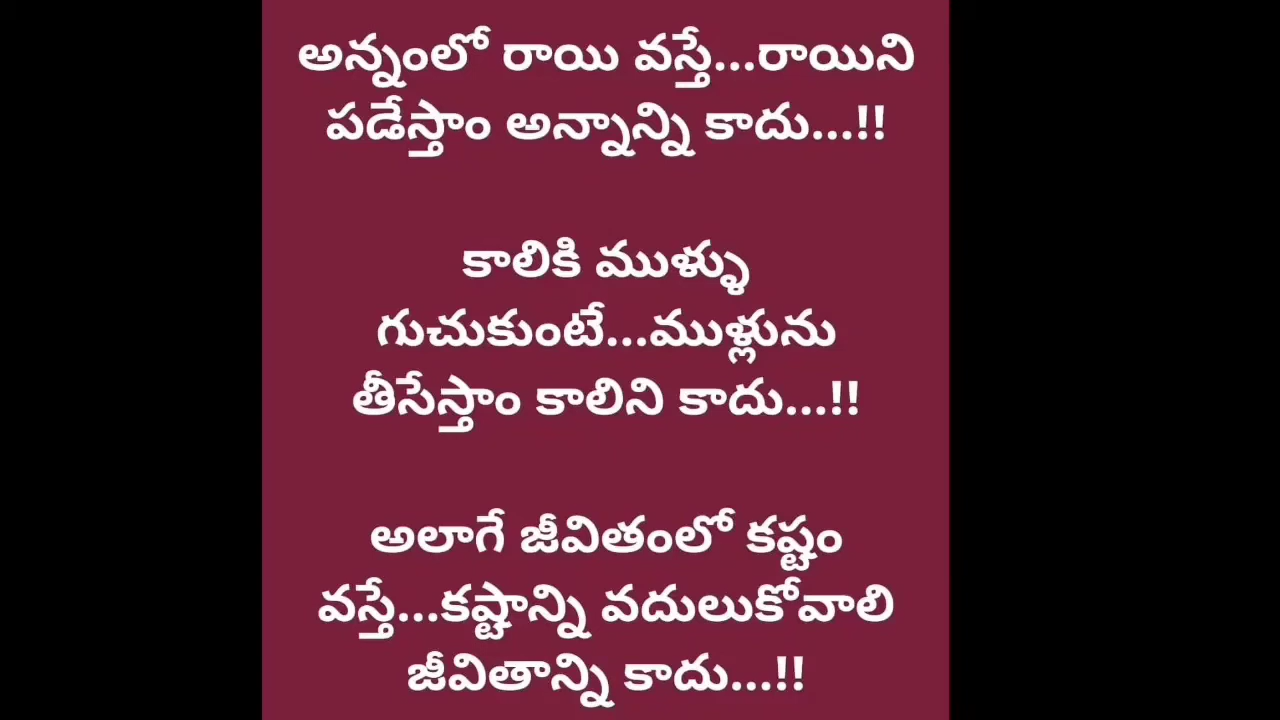 అన్నంలో రాయి వస్తే...రాయిని
పడేస్తాం అన్నాన్ని కాదు...!!
కాలికి ముళ్ళు
గుచుకుంటే...ముళ్లును
తీసేస్తాం కాలిని కాదు...!!
అలాగే జీవితంలో కష్టం
వస్తే...కష్టాన్ని వదులుకోవాలి
జీవితాన్ని కాదు...!!